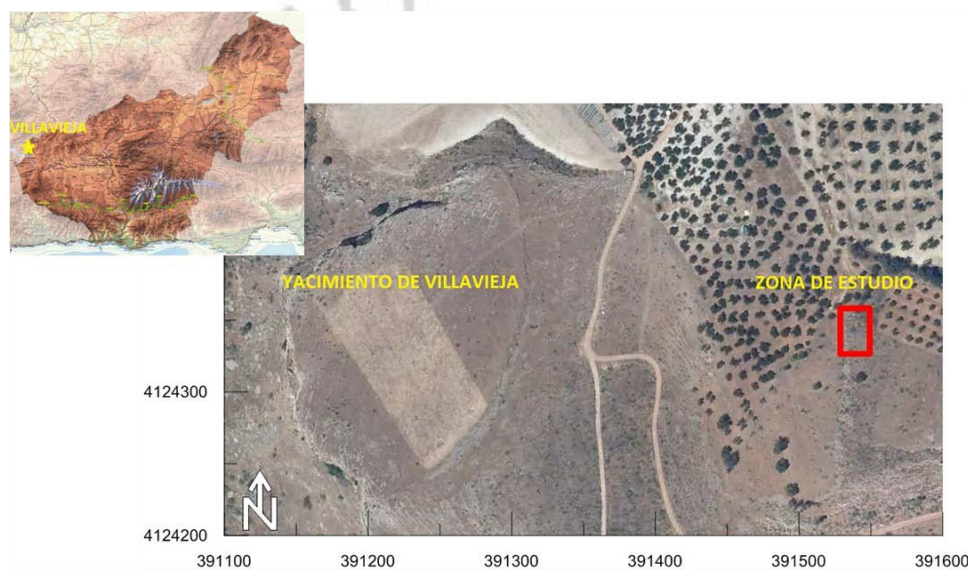 VILLAVIEJA
YACIMIENTO DE VILLAVIEJA
ZONA DE ESTUDIO
4124300
4124200
N
391100 391200 391300 391400 391500 391600